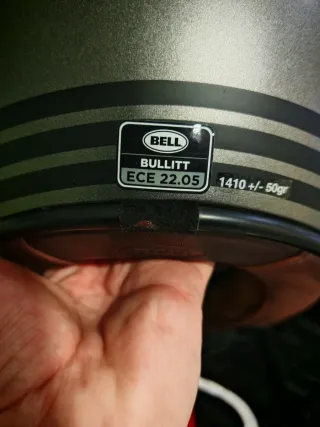 BELL
BULLITT
ECE 22.05
1410 +/- 50gr